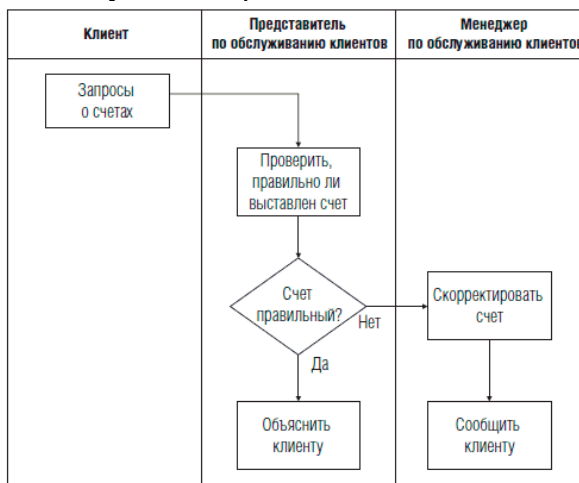 Клиент
Представитель
по обслуживанию клиентов
Менеджер
по обслуживанию клиентов
Запросы
о счетах
Проверить,
правильно ли
выставлен счет
Счет
правильный?
Нет
Скорректировать
счет
Да
Объяснить
клиенту
Сообщить
клиенту